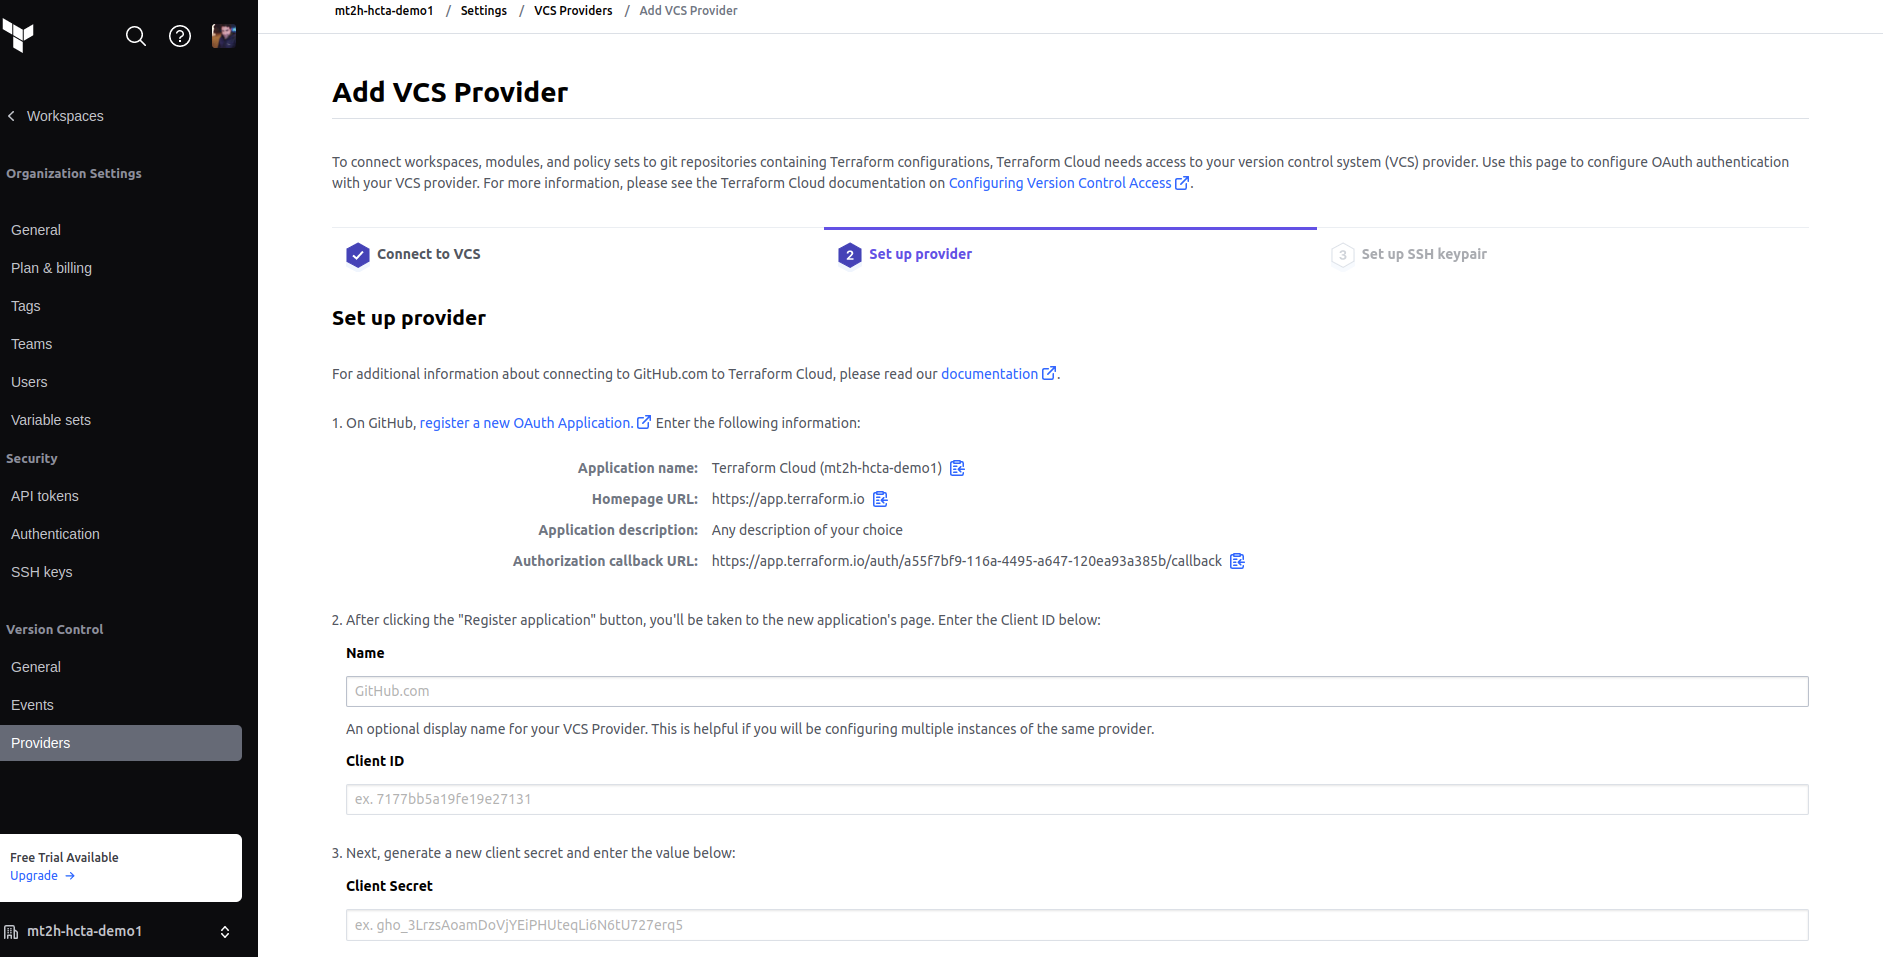 mt2h-hcta-demo1 / Settings / VCS Providers / Add VCS Provider
Workspaces
Organization Settings
General
Plan & billing
Tags
Teams
Users
Variable sets
Security
API tokens
Authentication
SSH keys
Version Control
General
Events
Providers
Free Trial Available
Upgrade →
mt2h-hcta-demo1
Add VCS Provider
To connect workspaces, modules, and policy sets to git repositories containing Terraform configurations, Terraform Cloud needs access to your version control system (VCS) provider. Use this page to configure OAuth authentication
with your VCS provider. For more information, please see the Terraform Cloud documentation on Configuring Version Control Access.
Connect to VCS
2 Set up provider
3 Set up SSH keypair
Set up provider
For additional information about connecting to GitHub.com to Terraform Cloud, please read our documentation.
1. On GitHub, register a new OAuth Application. Enter the following information:
Application name: Terraform Cloud (mt2h-hcta-demo1)
Homepage URL: https://app.terraform.io
Application description: Any description of your choice
Authorization callback URL: https://app.terraform.io/auth/a55f7bf9-116a-4495-a647-120ea93a385b/callback
2. After clicking the "Register application" button, you'll be taken to the new application's page. Enter the Client ID below:
Name
GitHub.com
An optional display name for your VCS Provider. This is helpful if you will be configuring multiple instances of the same provider.
Client ID
ex. 7177bb5a19fe19e27131
3. Next, generate a new client secret and enter the value below:
Client Secret
ex. gho_3LrzsAoamDoVjYEiPHUteqLi6N6tU727erq5